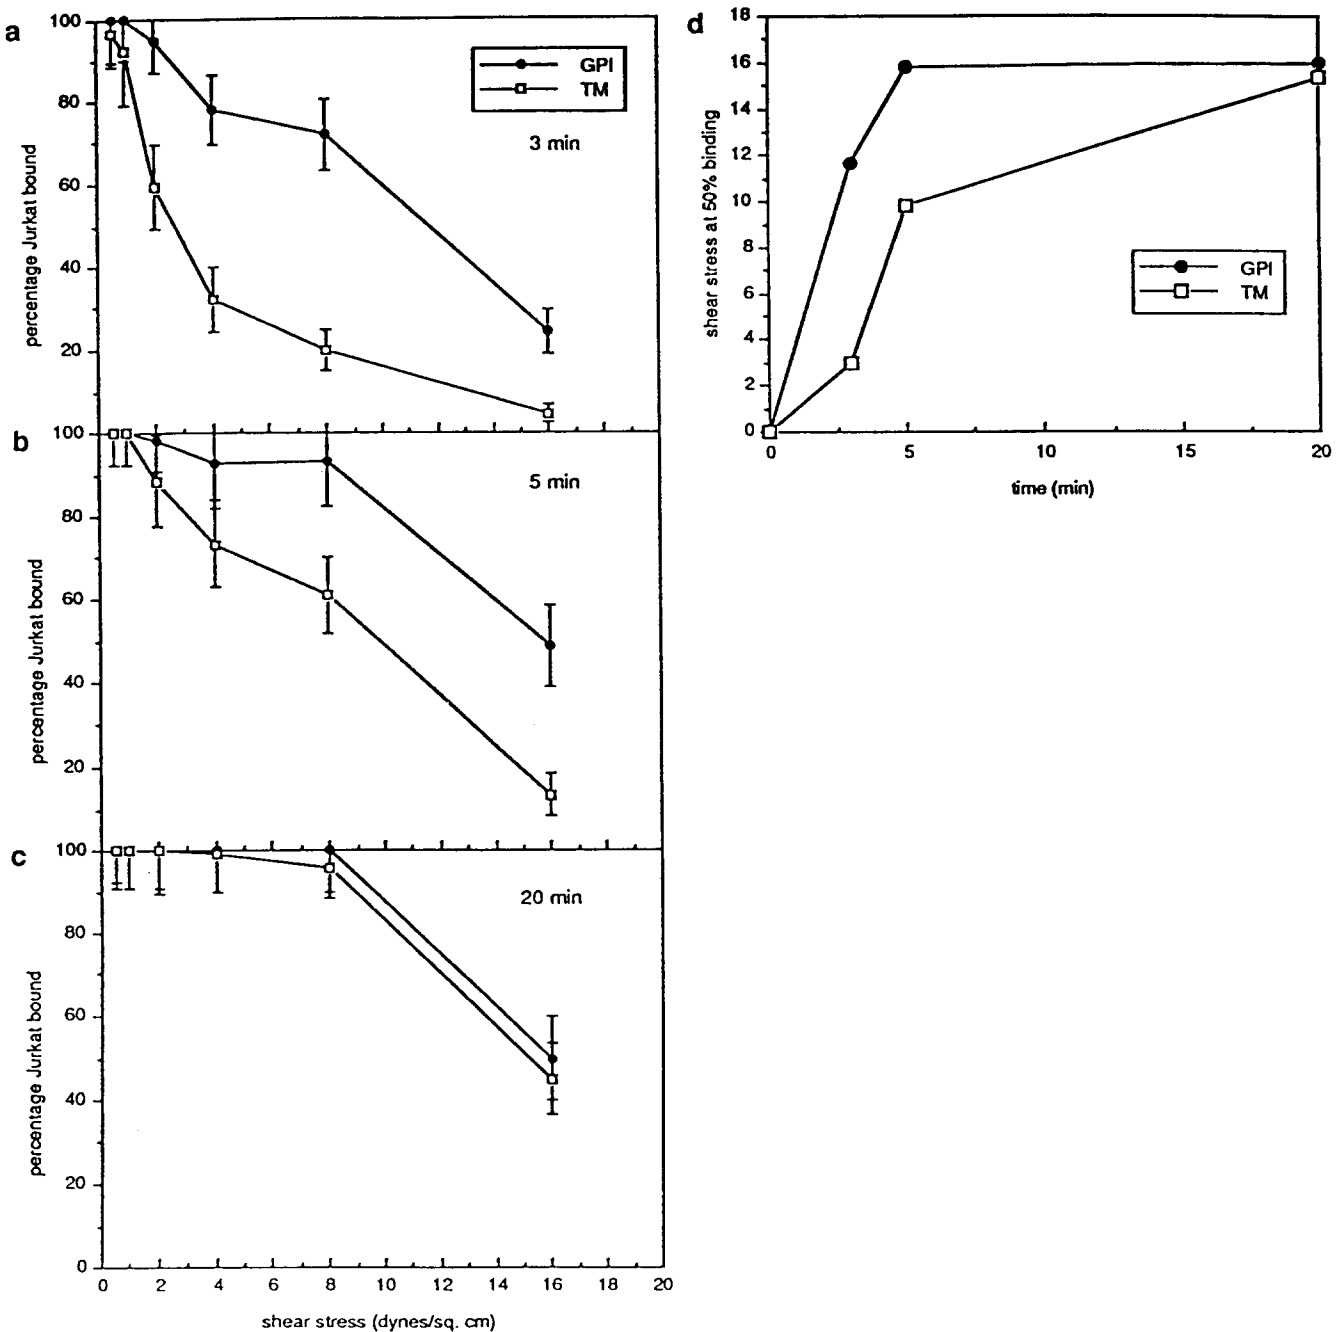 a
100
80
60
40
20
percentage Jurkat bound
GPI
TM
3 min
b
100
80
60
40
20
percentage Jurkat bound
5 min
c
100
80
60
40
20
0
percentage Jurkat bound
20 min
0 2 4 6 8 10 12 14 16 18 20
shear stress (dynes/sq. cm)
d
18
16
14
12
10
8
6
4
2
0
shear stress at 50% binding
GPI
TM
0 5 10 15 20
time (min)